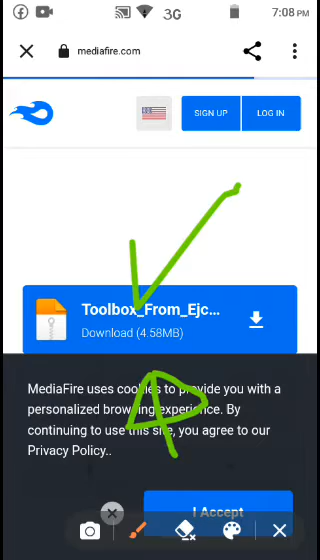 3G
7:08 PM
mediafire.com
SIGN UP
LOG IN
Toolbox_From_Ejc...
Download (4.58MB)
MediaFire uses cookies to provide you with a
personalized browsing experience. By
continuing to use this site, you agree to our
Privacy Policy..
I Accept